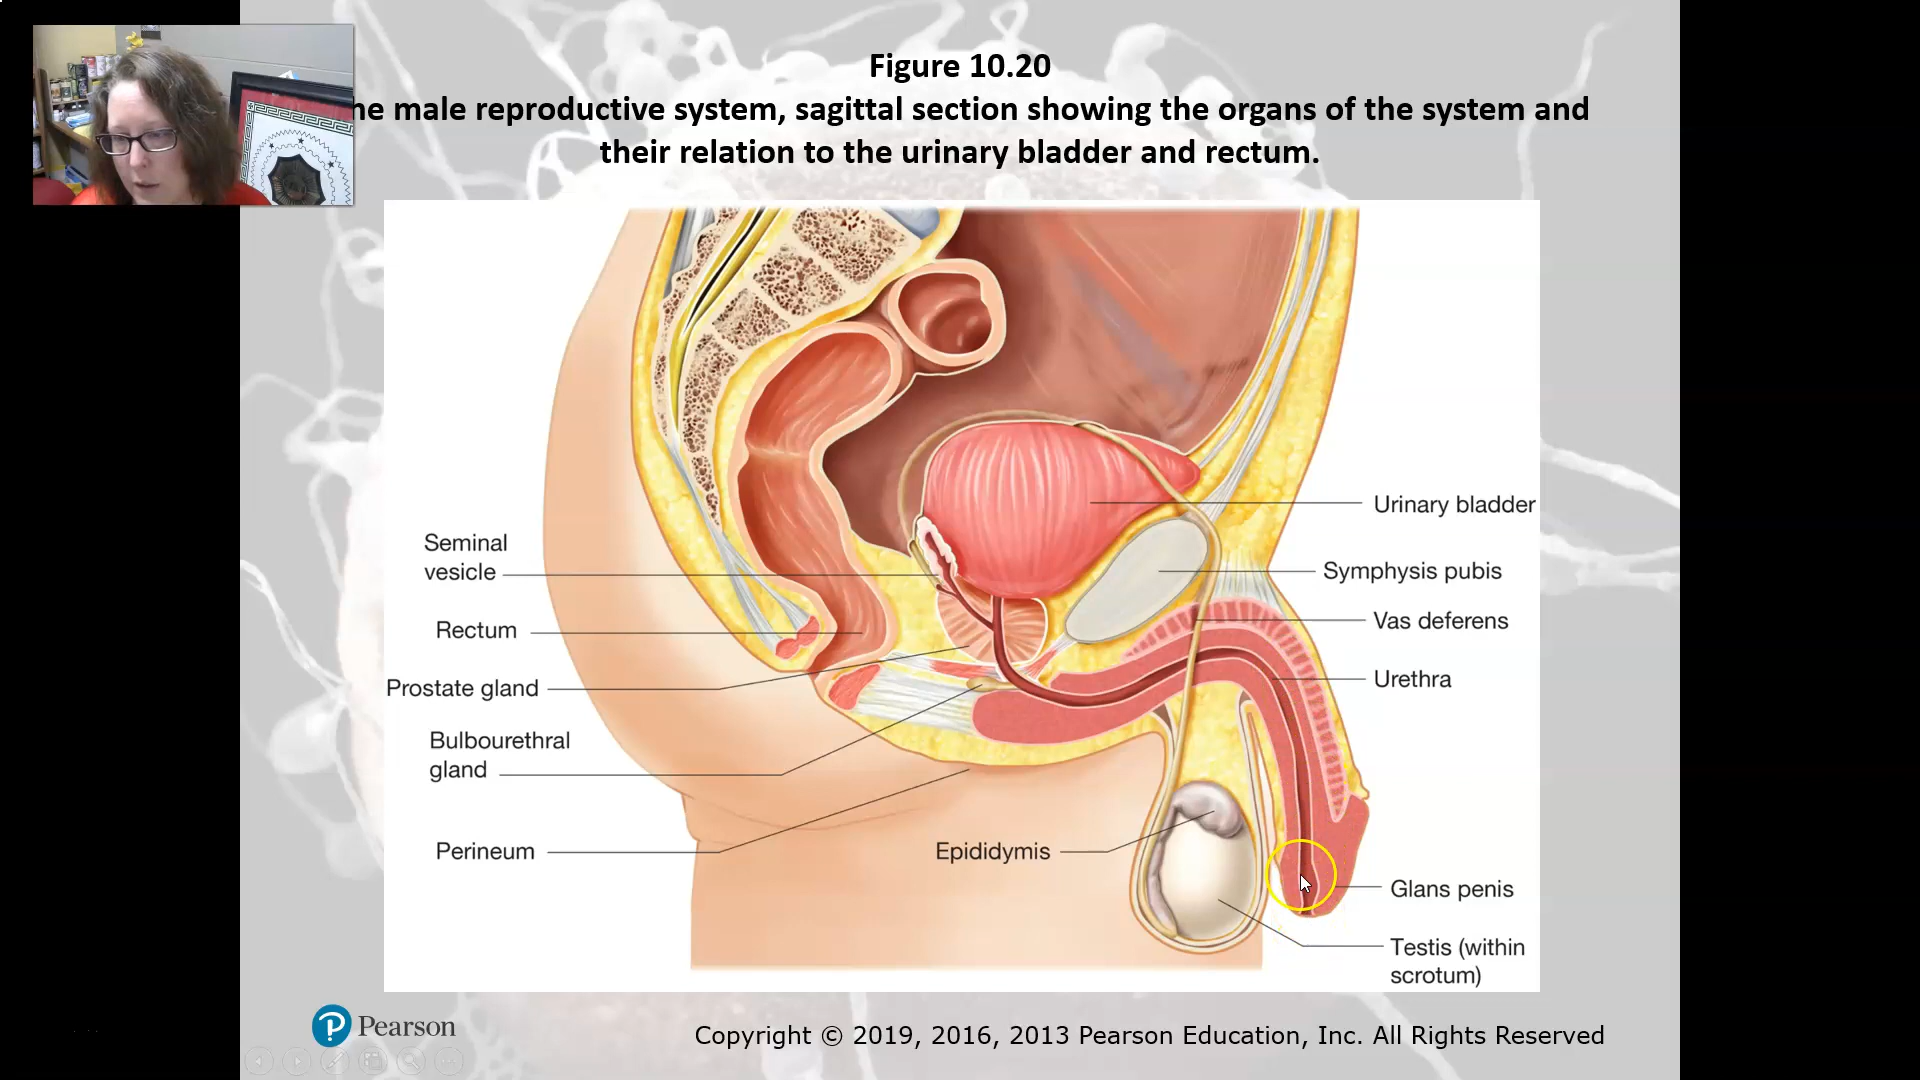 Figure 10.20
he male reproductive system, sagittal section showing the organs of the system and
their relation to the urinary bladder and rectum.
Seminal
vesicle
Rectum
Prostate gland
Bulbourethral
gland
Perineum
Epididymis
Urinary bladder
Symphysis pubis
Vas deferens
Urethra
Glans penis
Testis (within
scrotum)
P Pearson
Copyright © 2019, 2016, 2013 Pearson Education, Inc. All Rights Reserved